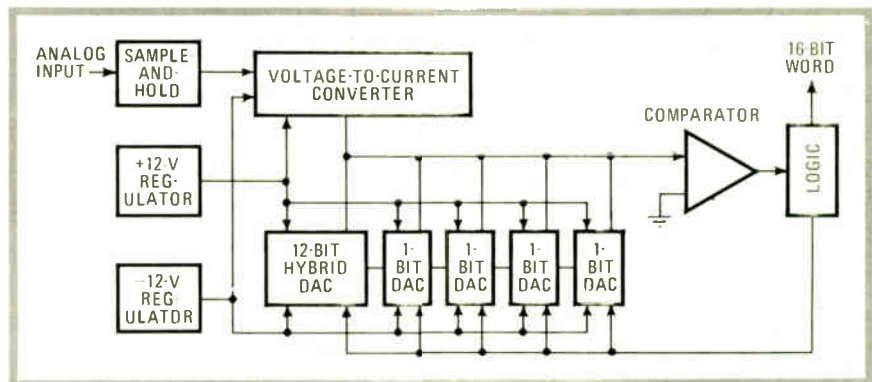 ANALOG
INPUT
SAMPLE-
AND-
HOLD
VOLTAGE-TO-CURRENT
CONVERTER
16-BIT
WORD
COMPARATOR
LOGIC
+12-V
REG-
ULATOR
-12-V
REG-
ULATOR
12-BIT
HYBRID
DAC
1-
BIT
DAC
1-
BIT
DAC
1-
BIT
DAC
1-
BIT
DAC